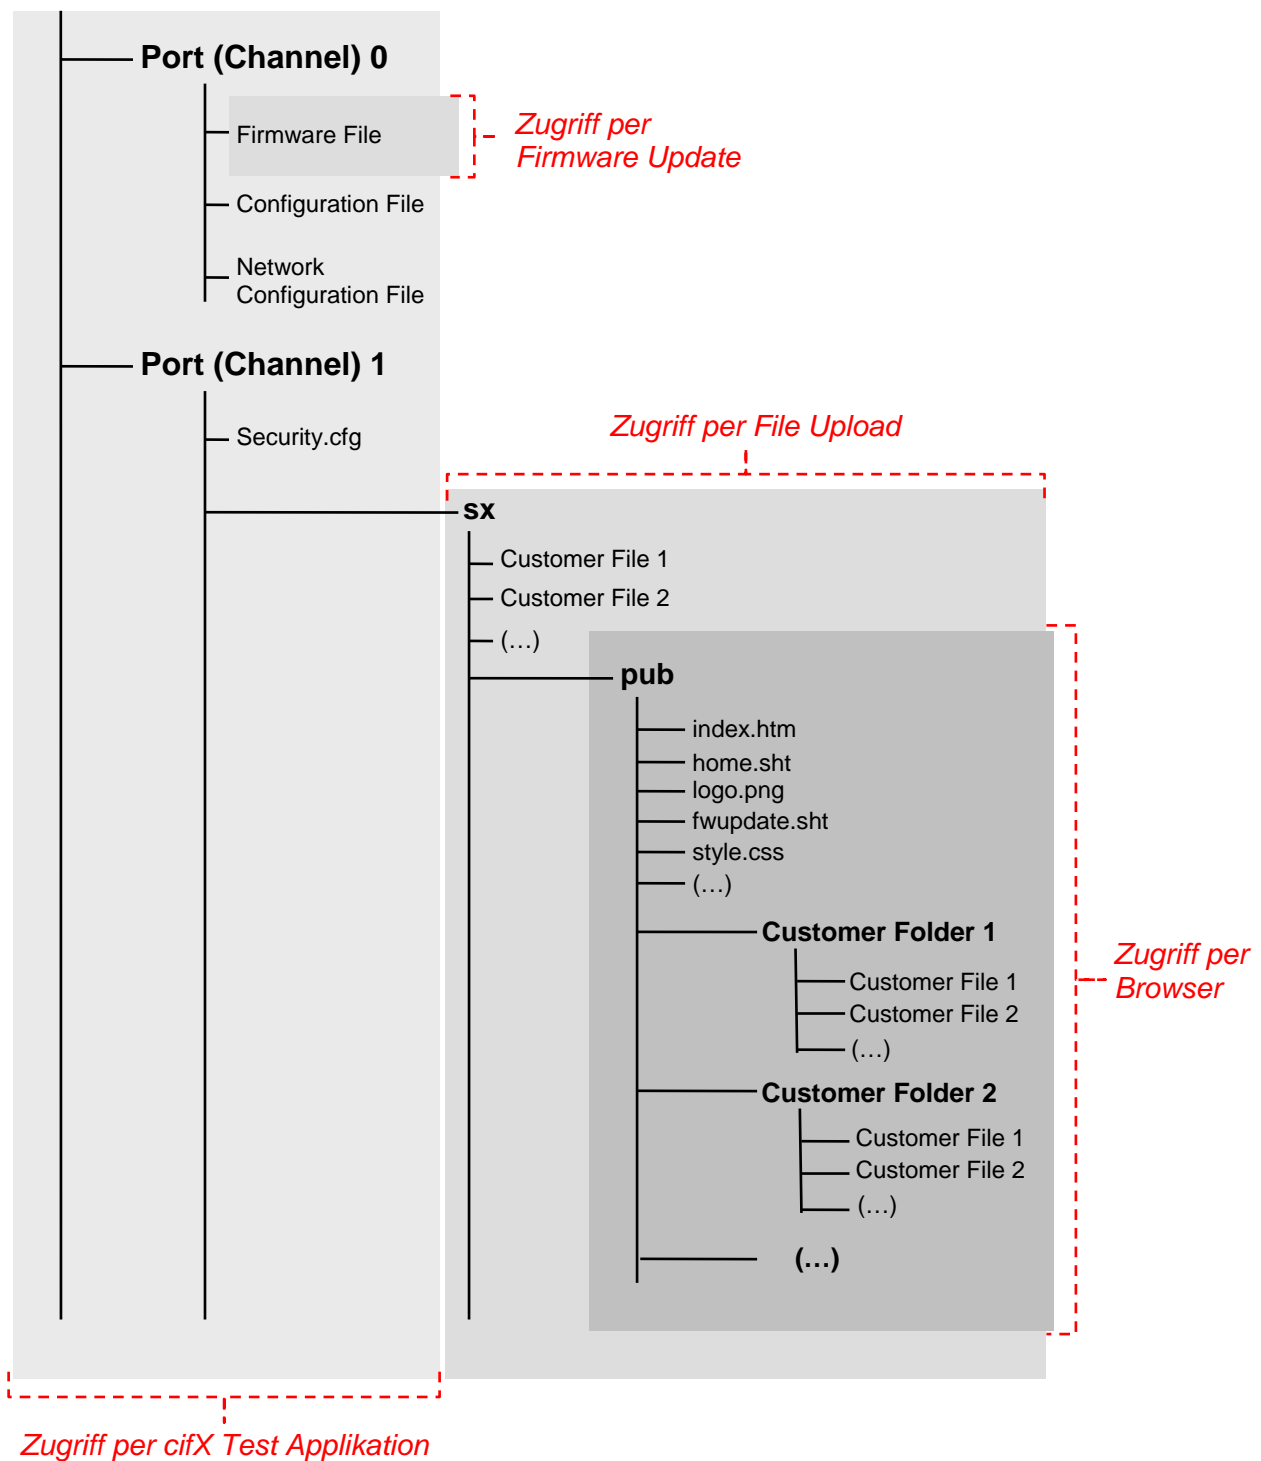 Port (Channel) 0
Firmware File
Zugriff per
Firmware Update
Configuration File
Network
Configuration File
Port (Channel) 1
Security.cfg
Zugriff per File Upload
sx
Customer File 1
Customer File 2
(…)
pub
index.htm
home.sht
logo.png
fwupdate.sht
style.css
(…)
Customer Folder 1
Customer File 1
Customer File 2
(…)
Zugriff per
Browser
Customer Folder 2
Customer File 1
Customer File 2
(…)
(…)
Zugriff per cifX Test Applikation